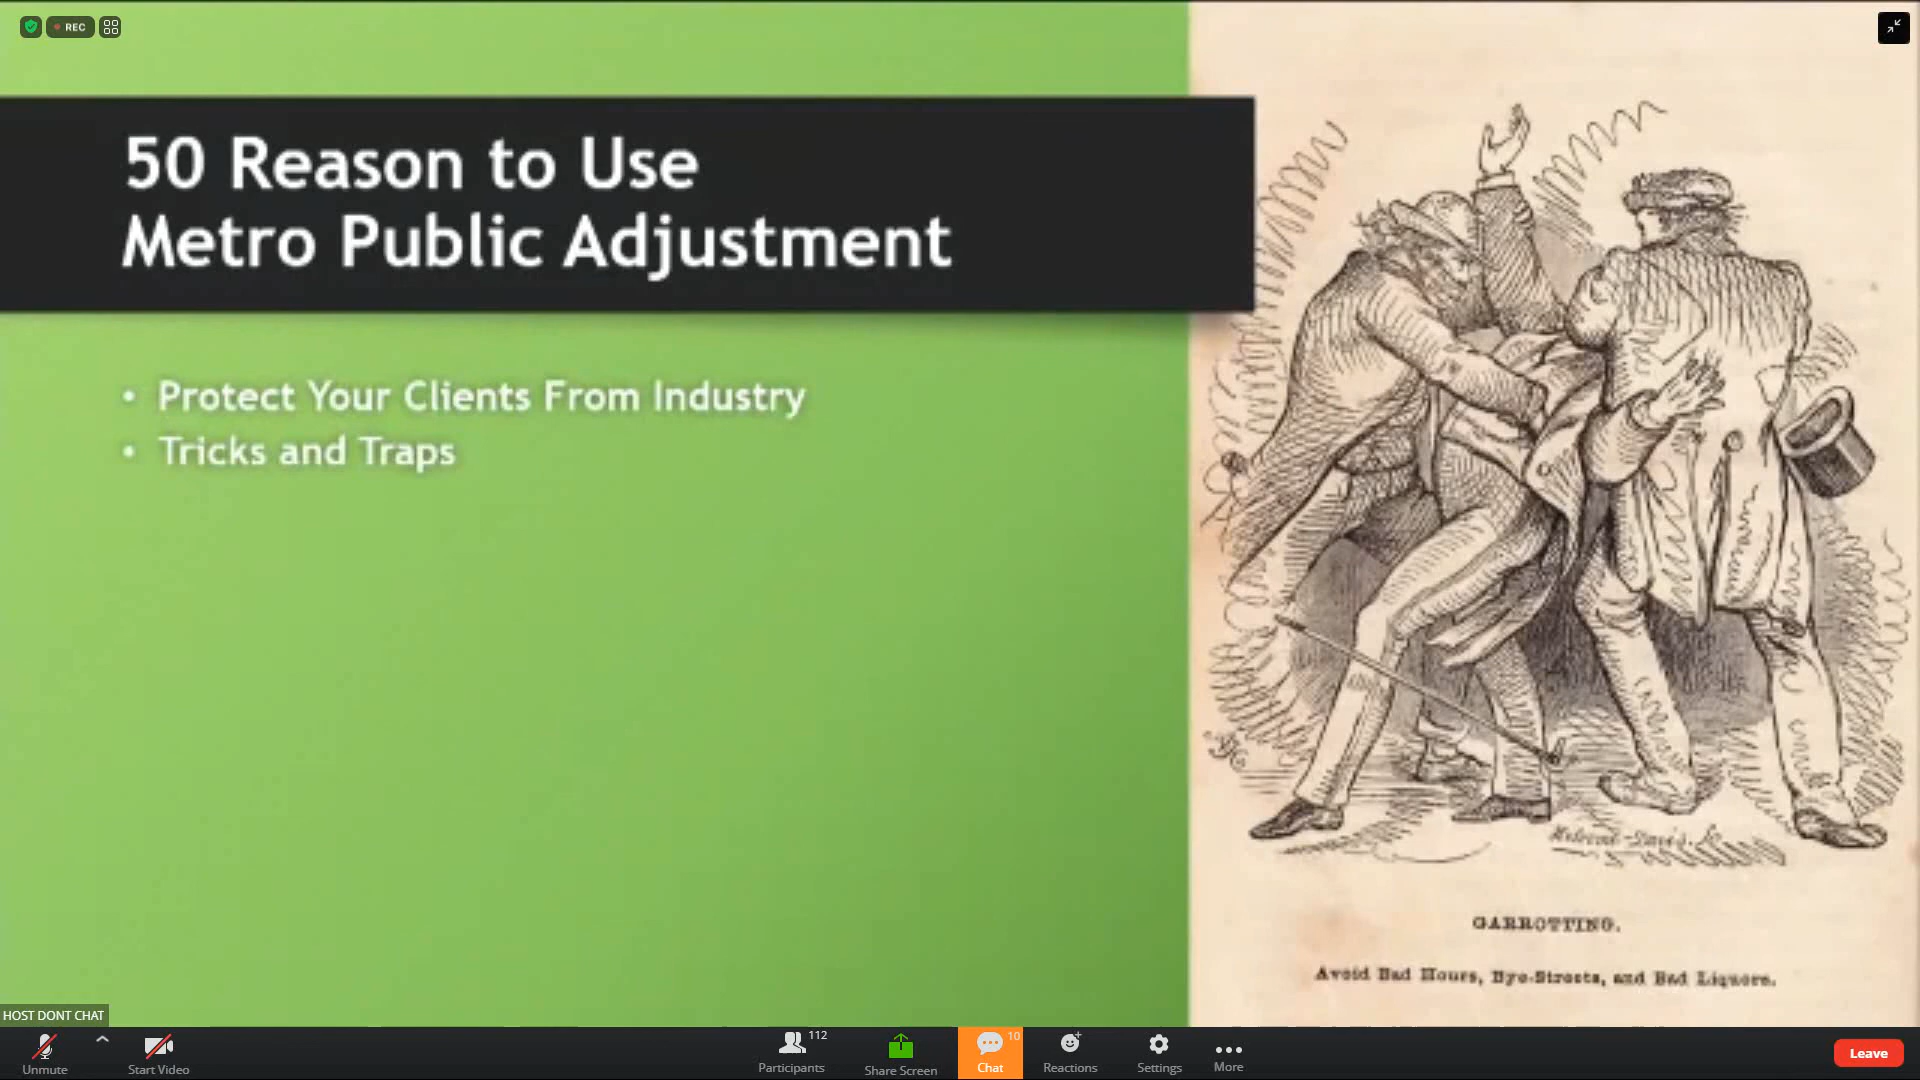 REC
50 Reason to Use
Metro Public Adjustment
• Protect Your Clients From Industry
• Tricks and Traps
GARROTTING.
Avoid Bad Hours, Bye-Streets, and Bad Liquors.
HOST DONT CHAT
Unmute
Start Video
112
Participants
Share Screen
10
Chat
Reactions
Settings
More
Leave